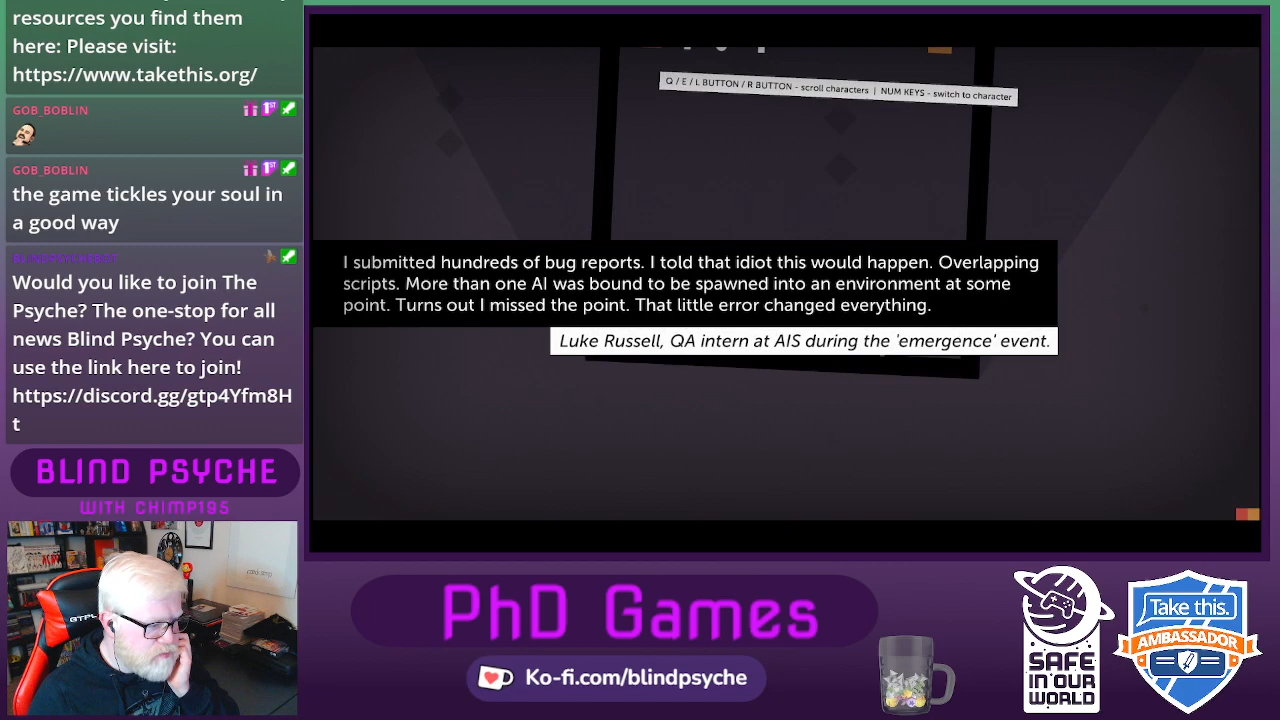 resources you find them
here: Please visit:
https://www.takethis.org/
GOB_BOBLIN
1ST
GOB_BOBLIN
1ST
the game tickles your soul in
a good way
Would you like to join The
Psyche? The one-stop for all
news Blind Psyche? You can
use the link here to join!
https://discord.gg/gtp4Yfm8H
t
BLIND PSYCHE
WITH CHIMP195
Q / E / L BUTTON / R BUTTON - scroll characters | NUM KEYS - switch to character
I submitted hundreds of bug reports. I told that idiot this would happen. Overlapping
scripts. More than one AI was bound to be spawned into an environment at some
point. Turns out I missed the point. That little error changed everything.
Luke Russell, QA intern at AIS during the 'emergence' event.
PhD Games
Ko-fi.com/blindpsyche
SAFE
IN OUR
WORLD
Take this.
AMBASSADOR